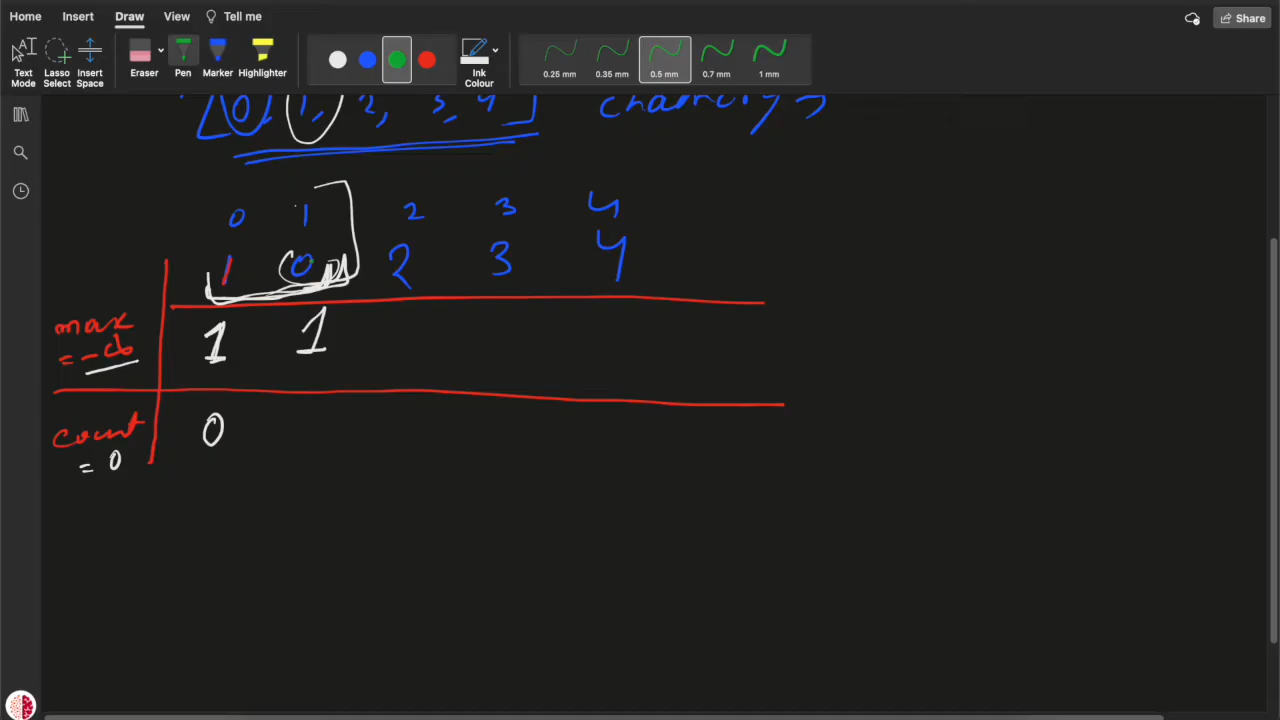 Home Insert Draw View Tell me
Share
Text Mode Lasso Select Insert Space Eraser Pen Marker Highlighter Ink Colour 0.25 mm 0.35 mm 0.5 mm 0.7 mm 1 mm
[0, 1, 2, 3, 4]
0 1 2 3 4
1 0 2 3 4
max 1 1
= -∞
count 0
= 0